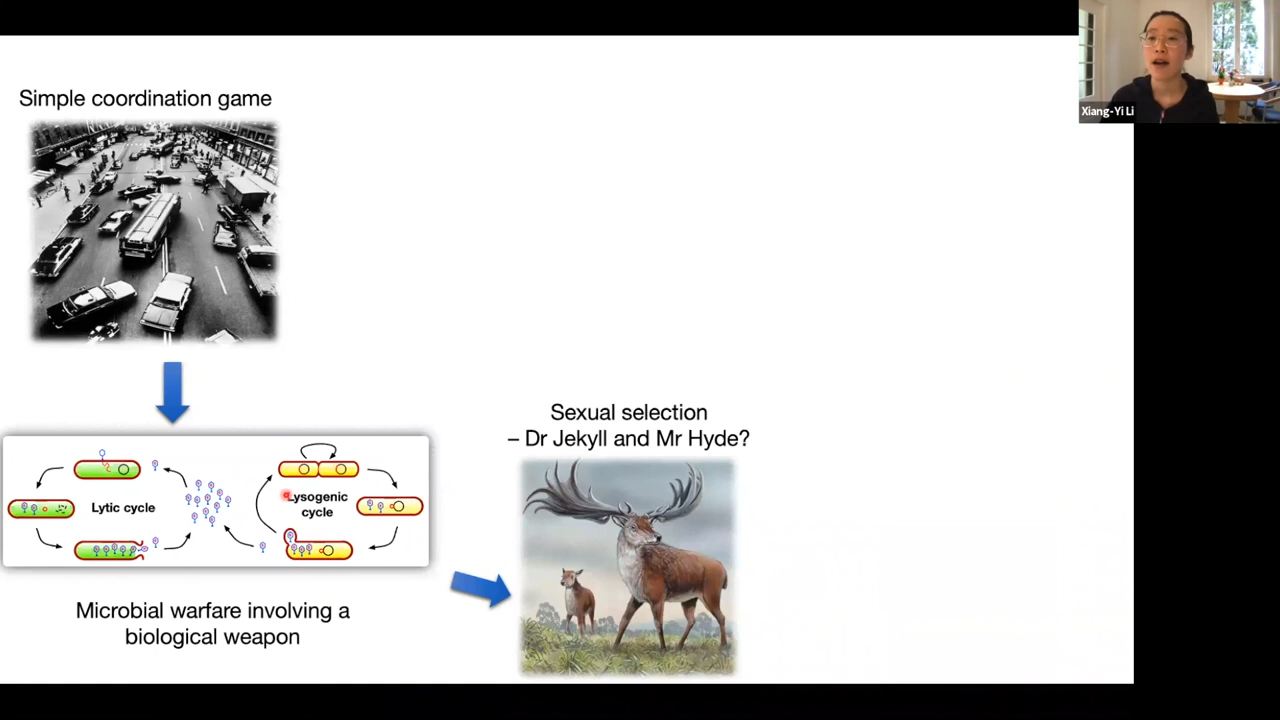 Simple coordination game
Xiang-Yi Li
Lytic cycle
Lysogenic
cycle
Microbial warfare involving a
biological weapon
Sexual selection
– Dr Jekyll and Mr Hyde?